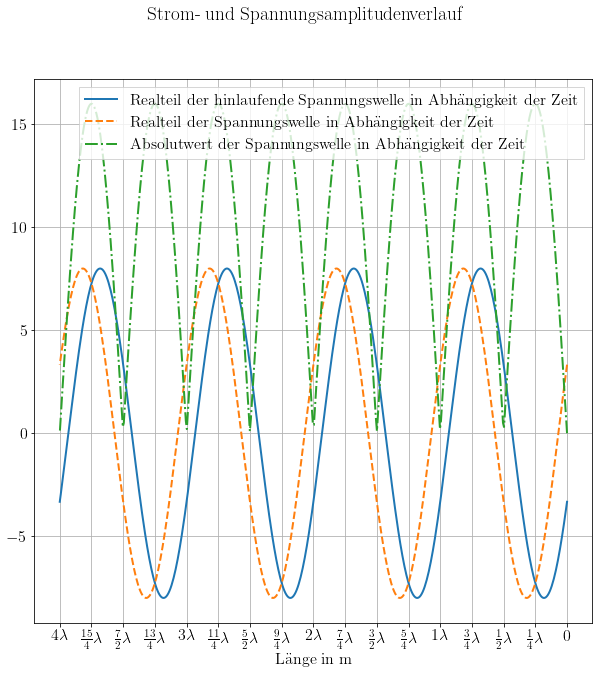 Strom- und Spannungsamplitudenverlauf
Realteil der hinlaufende Spannungswelle in Abhängigkeit der Zeit
Realteil der Spannungswelle in Abhängigkeit der Zeit
Absolutwert der Spannungswelle in Abhängigkeit der Zeit
15
10
5
0
−5
4λ 15/4λ 7/2λ 13/4λ 3λ 11/4λ 5/2λ 9/4λ 2λ 7/4λ 3/2λ 5/4λ 1λ 3/4λ 1/2λ 1/4λ 0
Länge in m